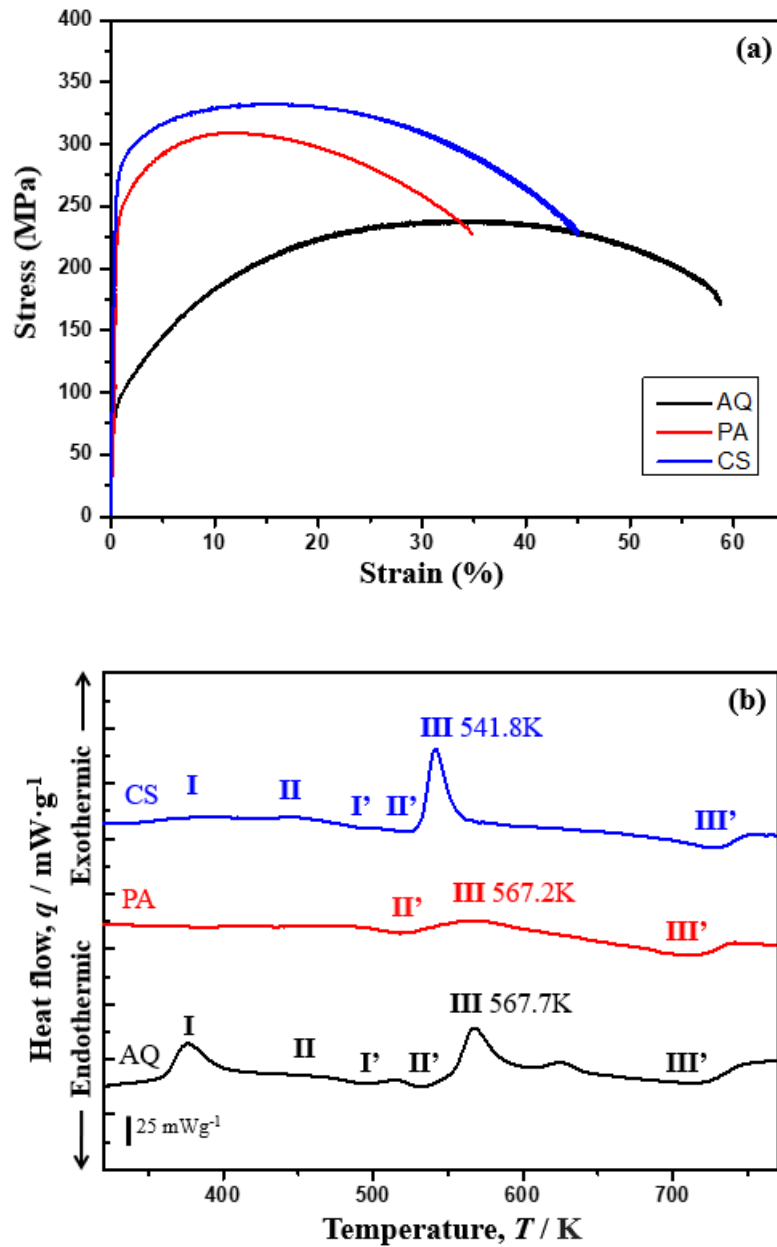 (a)
400
350
300
250
200
150
100
50
0
Stress (MPa)
AQ
PA
CS
0 10 20 30 40 50 60
Strain (%)
(b)
Heat flow, q / mW·g⁻¹
Endothermic
Exothermic
III 541.8K
CS I II I’ II’ III’
PA II’ III 567.2K III’
III 567.7K
I
AQ II I’ II’ III’
25 mWg⁻¹
400 500 600 700
Temperature, T / K